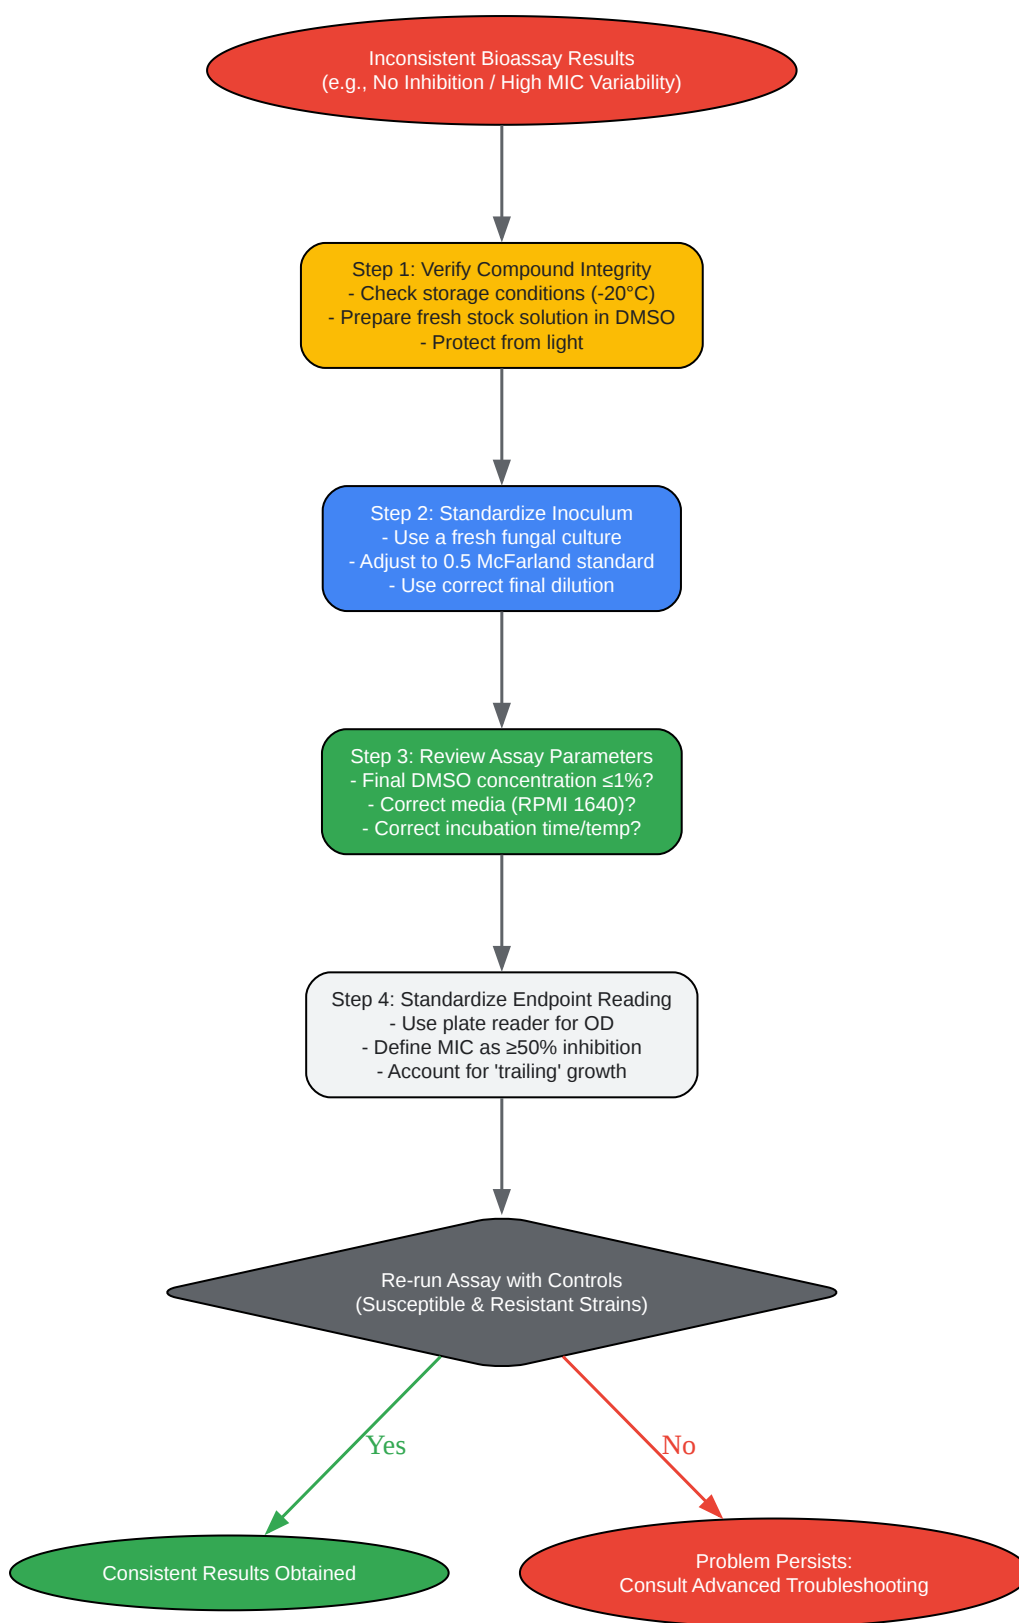 Inconsistent Bioassay Results
(e.g., No Inhibition / High MIC Variability)
Step 1: Verify Compound Integrity
- Check storage conditions (-20°C)
- Prepare fresh stock solution in DMSO
- Protect from light
Step 2: Standardize Inoculum
- Use a fresh fungal culture
- Adjust to 0.5 McFarland standard
- Use correct final dilution
Step 3: Review Assay Parameters
- Final DMSO concentration ≤1%?
- Correct media (RPMI 1640)?
- Correct incubation time/temp?
Step 4: Standardize Endpoint Reading
- Use plate reader for OD
- Define MIC as ≥50% inhibition
- Account for 'trailing' growth
Re-run Assay with Controls
(Susceptible & Resistant Strains)
Yes
No
Consistent Results Obtained
Problem Persists:
Consult Advanced Troubleshooting